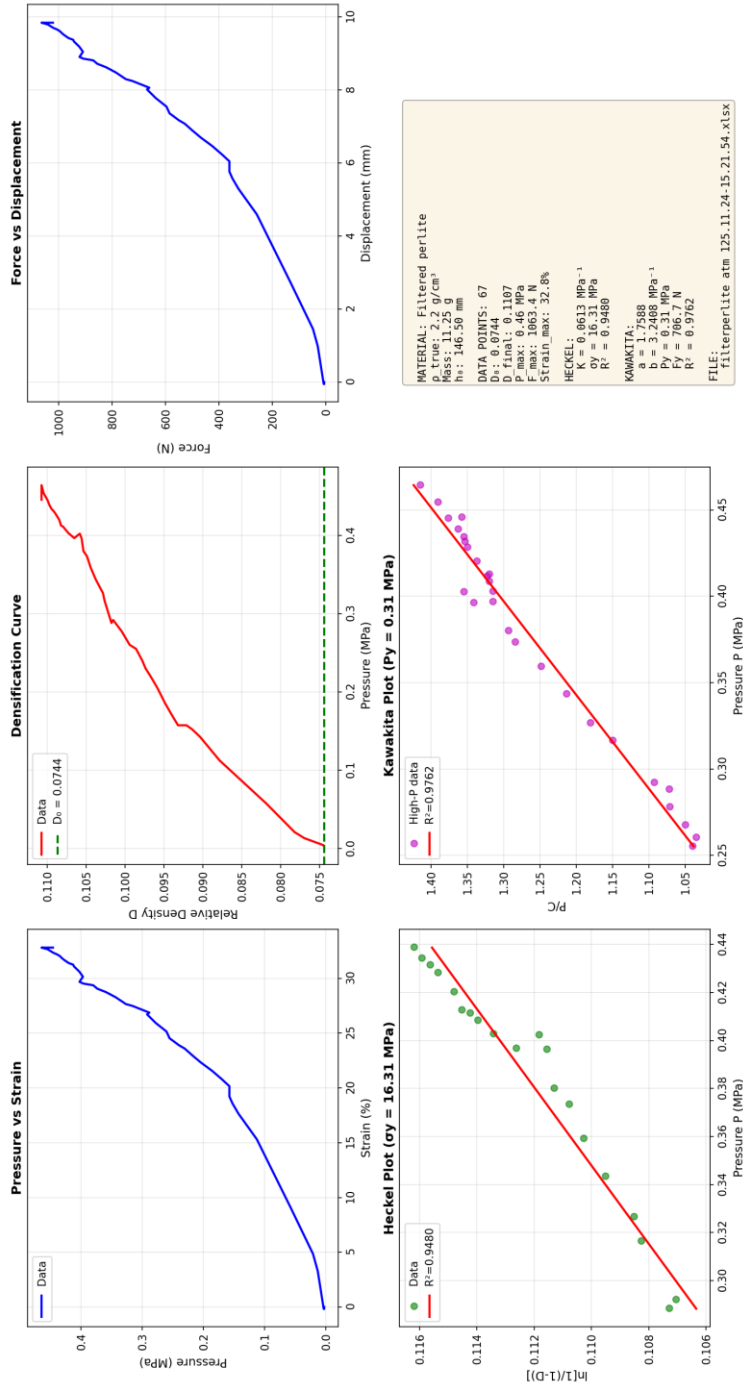 Pressure vs Strain
Data
Pressure (MPa)
0.4
0.3
0.2
0.1
0.0
0
5
10
15
20
25
30
Strain (%)
Densification Curve
Data
D₀ = 0.0744
Relative Density D
0.110
0.105
0.100
0.095
0.090
0.085
0.080
0.075
0.0
0.1
0.2
0.3
0.4
Pressure (MPa)
Force vs Displacement
Force (N)
1000
800
600
400
200
0
0
2
4
6
8
10
Displacement (mm)
Heckel Plot (σy = 16.31 MPa)
Data
R²=0.9480
ln[1/(1-D)]
0.116
0.114
0.112
0.110
0.108
0.106
0.30
0.32
0.34
0.36
0.38
0.40
0.42
0.44
Pressure P (MPa)
Kawakita Plot (Py = 0.31 MPa)
High-P data
R²=0.9762
P/C
1.40
1.35
1.30
1.25
1.20
1.15
1.10
1.05
0.25
0.30
0.35
0.40
0.45
Pressure P (MPa)
MATERIAL: Filtered perlite
ρ_true: 2.2 g/cm³
Mass: 11.25 g
h₀: 146.50 mm
DATA POINTS: 67
D₀: 0.0744
D_final: 0.1107
P_max: 0.46 MPa
F_max: 1063.4 N
Strain_max: 32.8%
HECKEL:
K = 0.0613 MPa⁻¹
σy = 16.31 MPa
R² = 0.9480
KAWAKITA:
a = 1.7588
b = 3.2408 MPa⁻¹
Py = 0.31 MPa
Fy = 706.7 N
R² = 0.9762
FILE:
filterperlite atm 125.11.24-15.21.54.xlsx